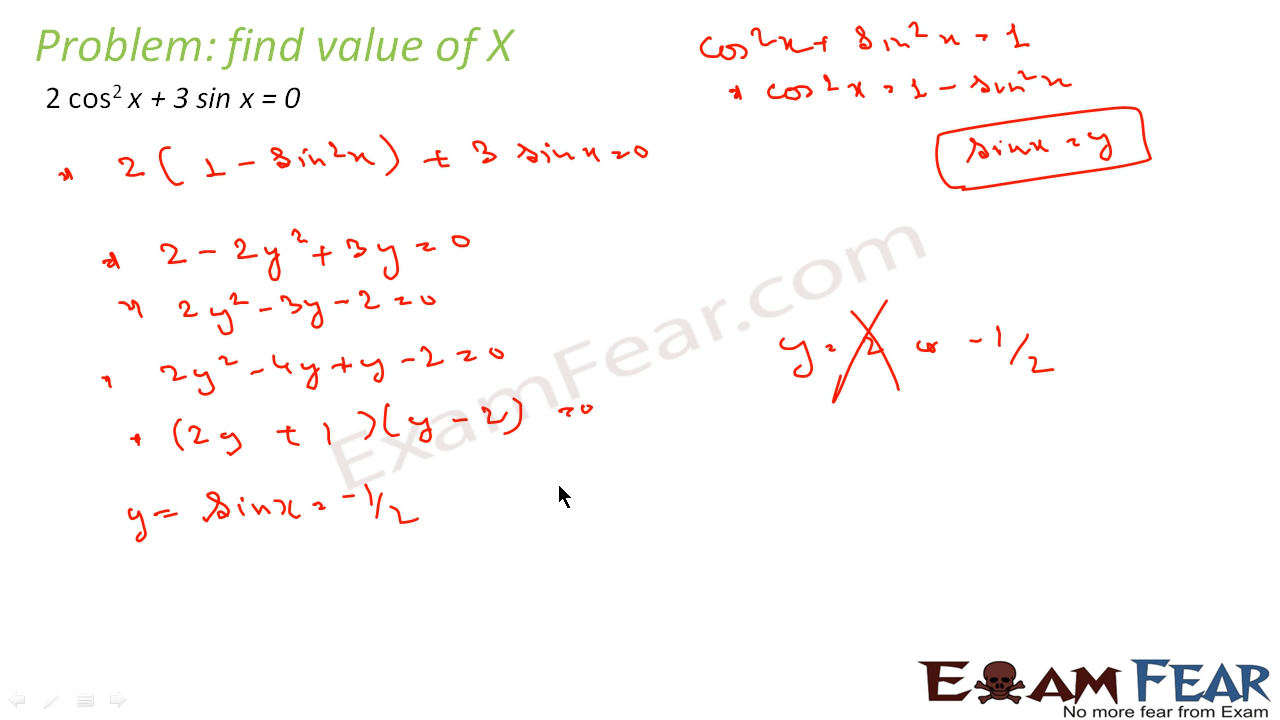 Problem: find value of X
2 cos² x + 3 sin x = 0
cos²x + sin²x = 1
⇒ cos²x = 1 - sin²x
sinx = y
⇒ 2 ( 1 - sin²x ) + 3 sinx = 0
⇒ 2 - 2y² + 3y = 0
⇒ 2y² - 3y - 2 = 0
⇒ 2y² - 4y + y - 2 = 0
⇒ (2y + 1)(y - 2) = 0
y = sinx = -1/2
y = 2 or -1/2
ExamFear.com
EXAM FEAR
No more fear from Exam